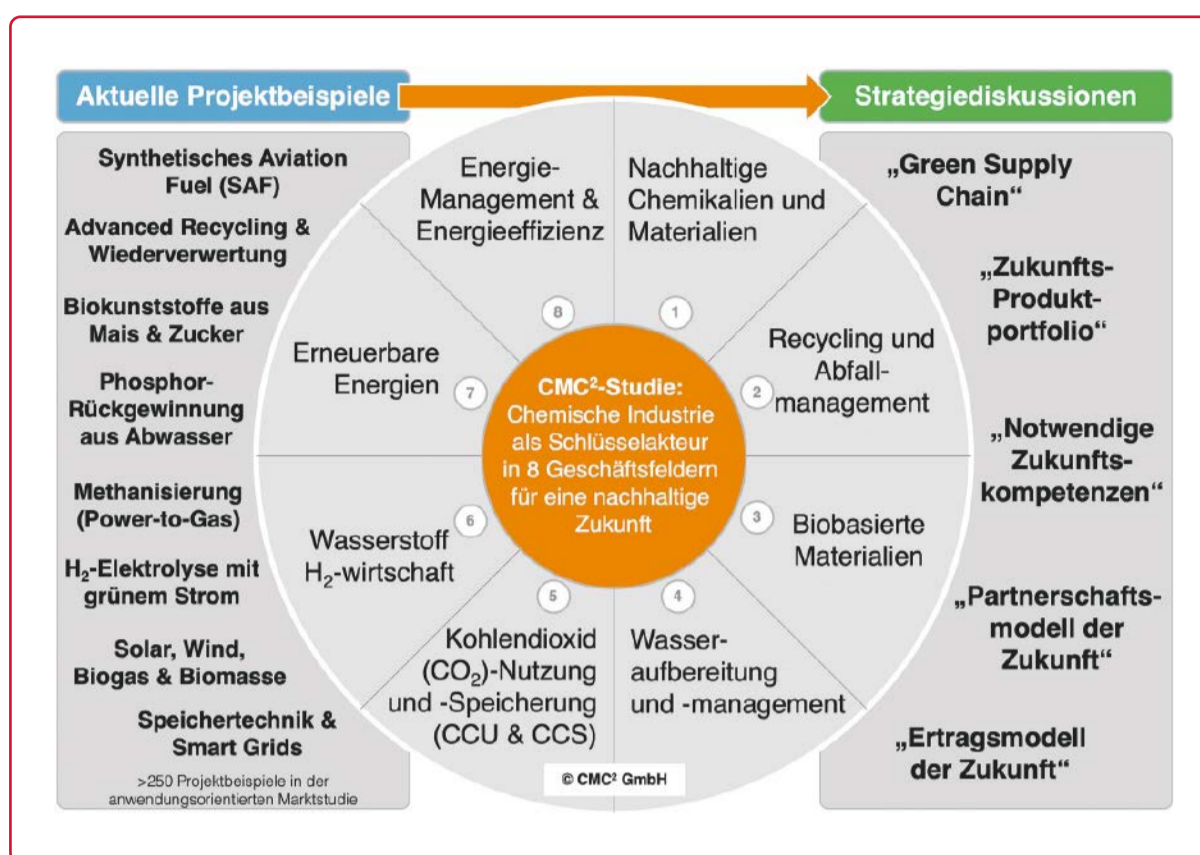 Aktuelle Projektbeispiele
Synthetisches Aviation
Fuel (SAF)
Advanced Recycling &
Wiederverwertung
Biokunststoffe aus
Mais & Zucker
Phosphor-
Rückgewinnung
aus Abwasser
Methanisierung
(Power-to-Gas)
H₂-Elektrolyse mit
grünem Strom
Solar, Wind,
Biogas & Biomasse
Speichertechnik &
Smart Grids
>250 Projektbeispiele in der
anwendungsorientierten Marktstudie
CMC²-Studie:
Chemische Industrie
als Schlüsselakteur
in 8 Geschäftsfeldern
für eine nachhaltige
Zukunft
1
Nachhaltige
Chemikalien und
Materialien
2
Recycling und
Abfall-
management
3
Biobasierte
Materialien
4
Wasser-
aufbereitung
und -management
5
Kohlendioxid
(CO₂)-Nutzung
und -Speicherung
(CCU & CCS)
6
Wasserstoff
H₂-wirtschaft
7
Erneuerbare
Energien
8
Energie-
Management &
Energieeffizienz
© CMC² GmbH
Strategiediskussionen
„Green Supply
Chain“
„Zukunfts-
Produkt-
portfolio“
„Notwendige
Zukunfts-
kompetenzen“
„Partnerschafts-
modell der
Zukunft“
„Ertragsmodell
der Zukunft“